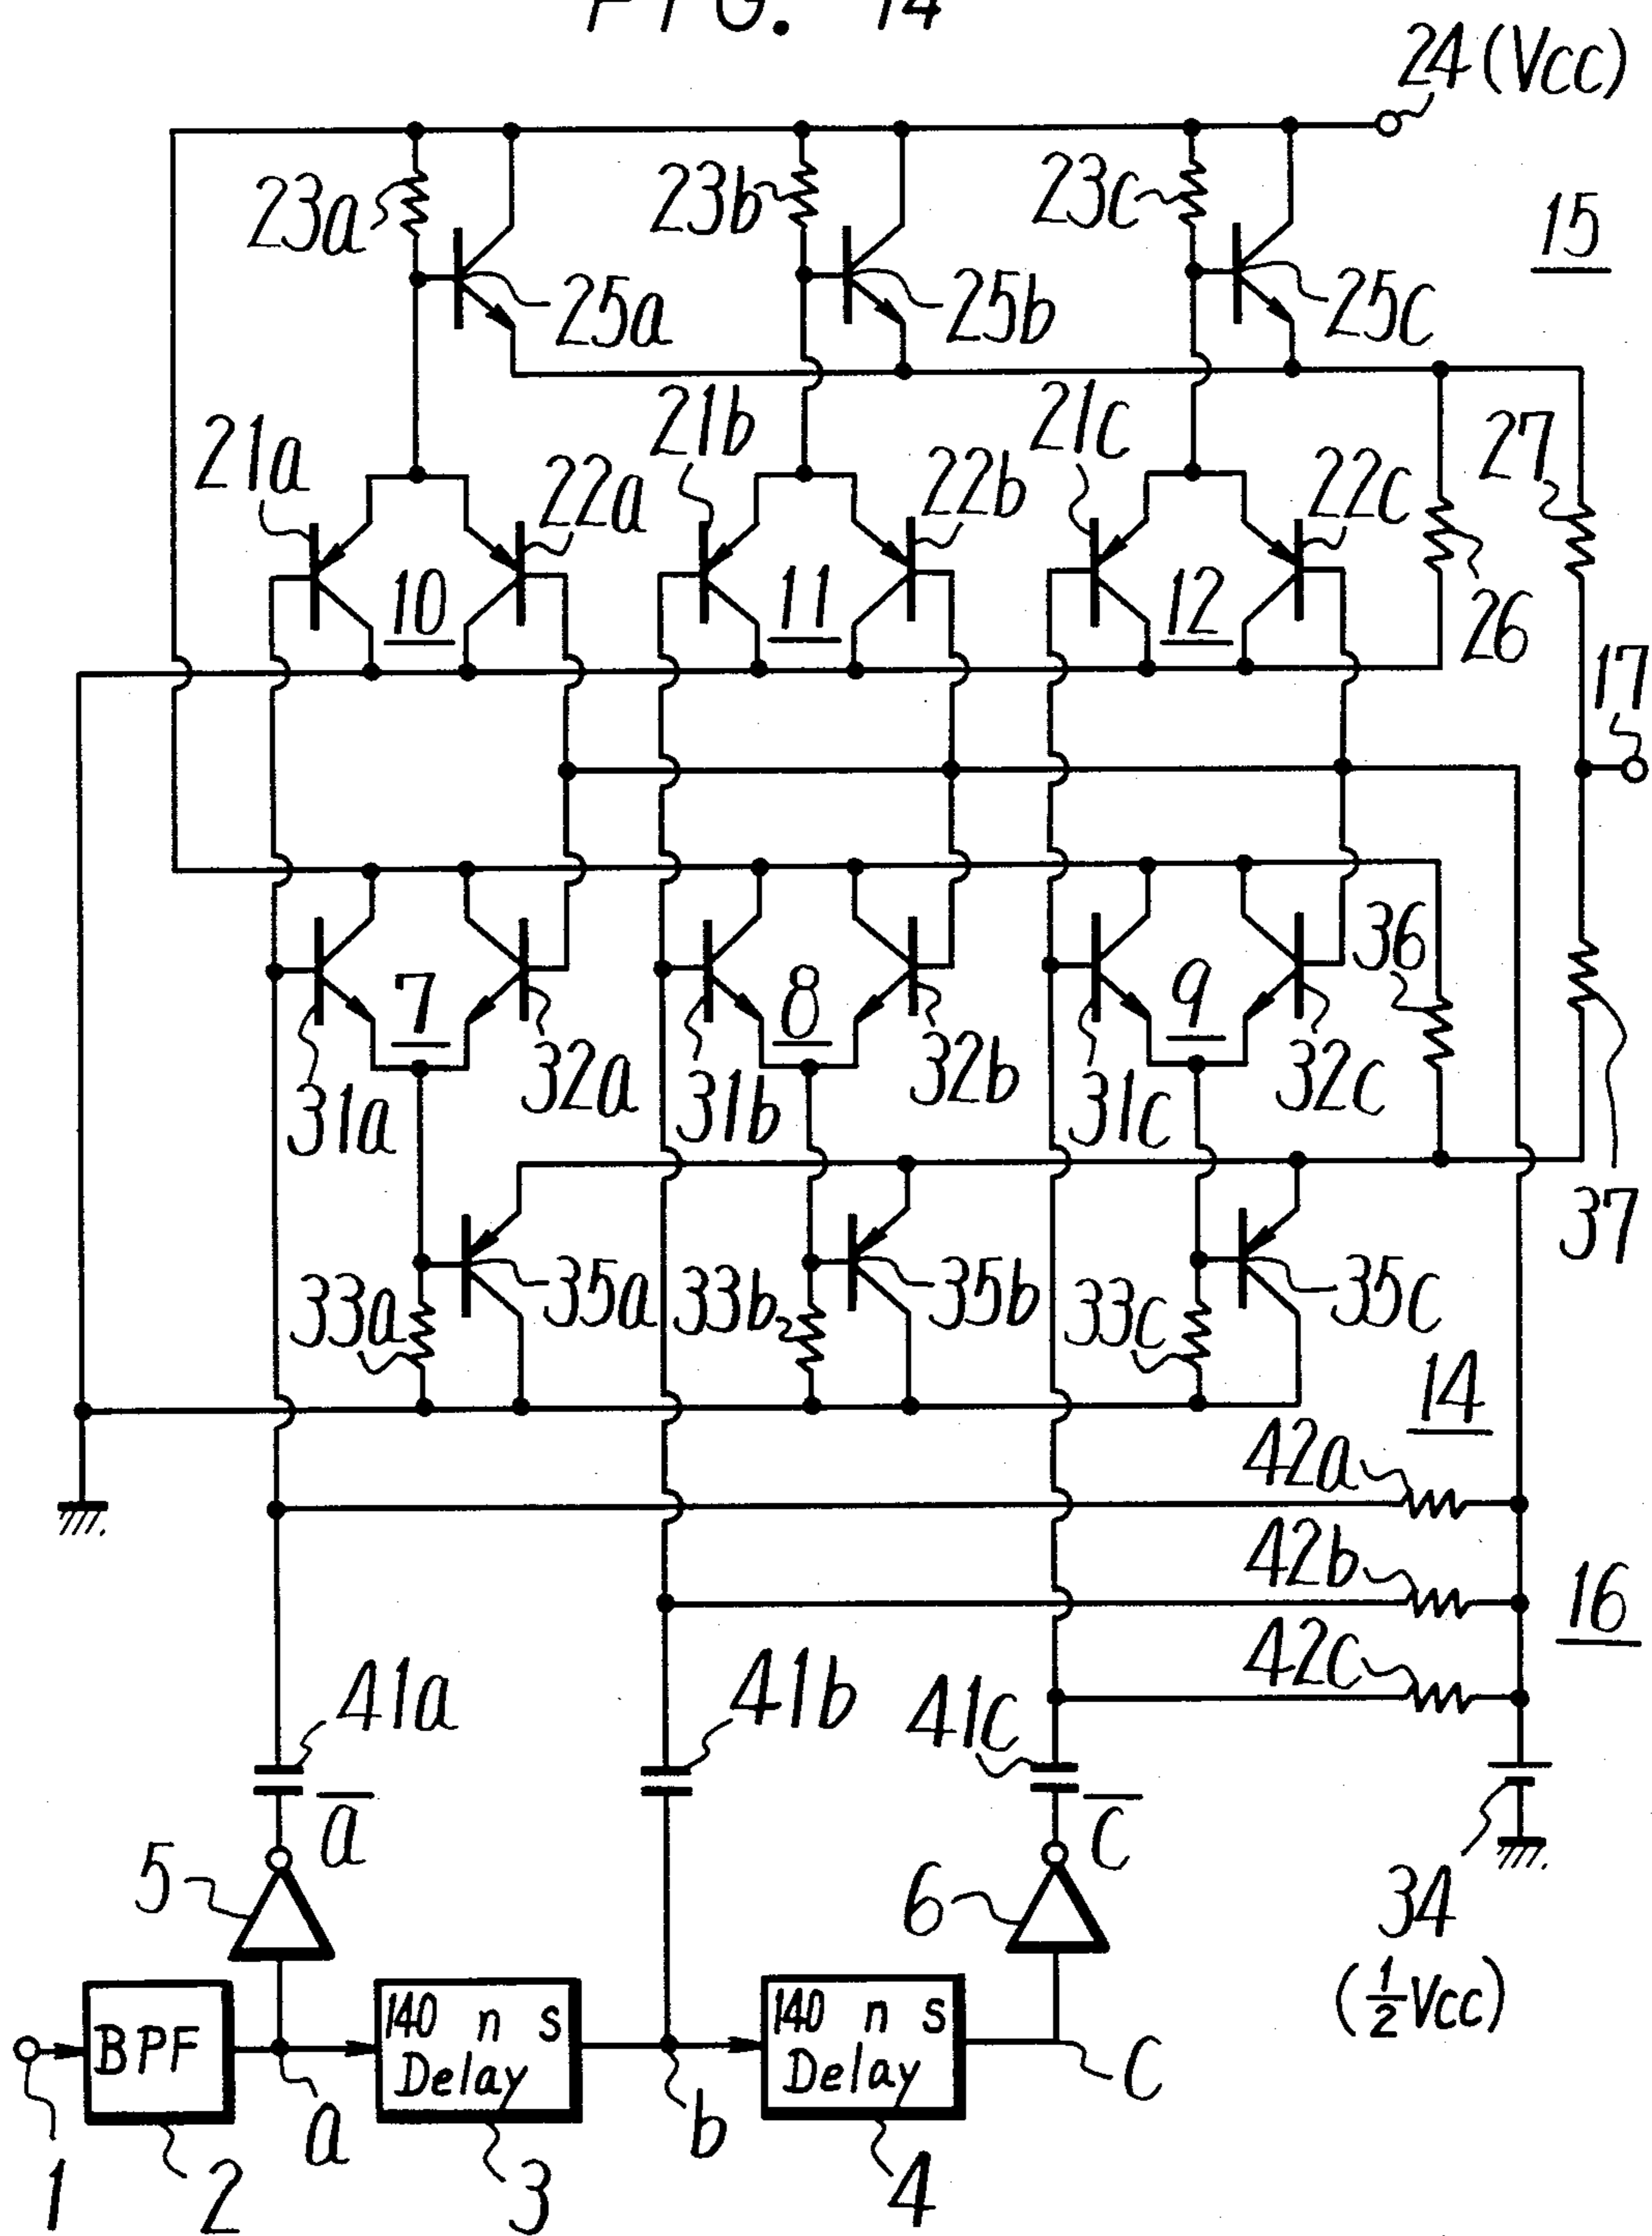 FIG. 14
24 (Vcc)
23a
23b
23c
15
25a
25b
25c
21a
21b
21c
22a
22b
22c
27
10
11
12
26
17
7
8
9
36
31a
32a
31b
32b
31c
32c
37
33a
35a
33b
35b
33c
35c
14
42a
42b
16
42c
41a
41b
41c
a̅
c̅
5
6
34
(1/2 Vcc)
BPF
140 n s
Delay
140 n s
Delay
a
b
c
1
2
3
4